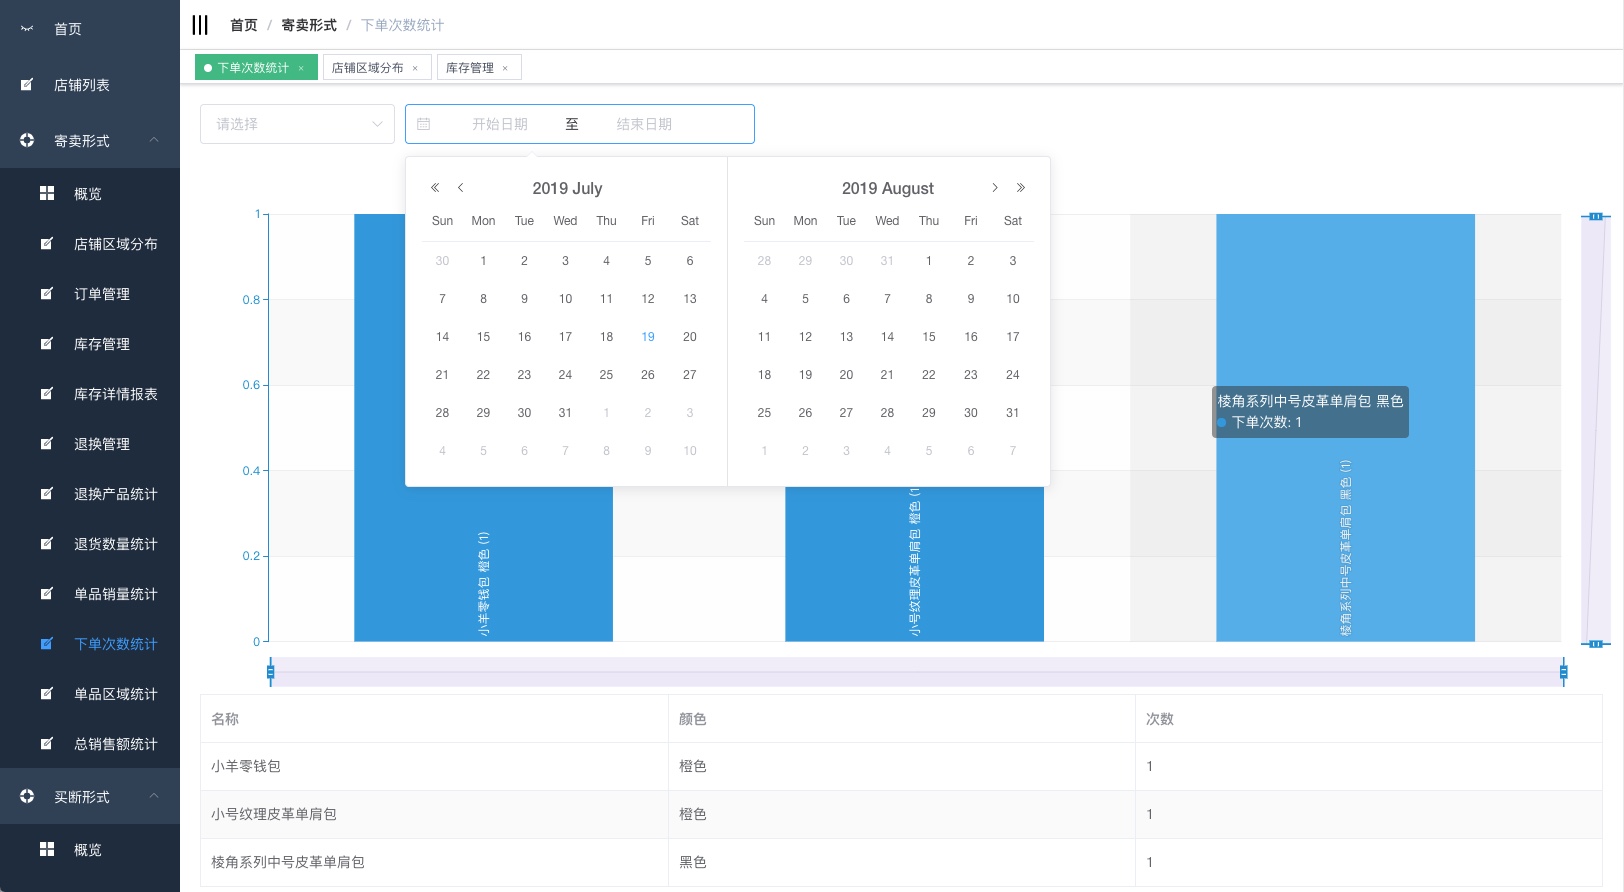 首页
店铺列表
寄卖形式
概览
店铺区域分布
订单管理
库存管理
库存详情报表
退换管理
退换产品统计
退货数量统计
单品销量统计
下单次数统计
单品区域统计
总销售额统计
买断形式
概览
首页 / 寄卖形式 / 下单次数统计
下单次数统计 × 店铺区域分布 × 库存管理 ×
请选择 开始日期 至 结束日期
2019 July
Sun Mon Tue Wed Thu Fri Sat
30 1 2 3 4 5 6
7 8 9 10 11 12 13
14 15 16 17 18 19 20
21 22 23 24 25 26 27
28 29 30 31 1 2 3
4 5 6 7 8 9 10
2019 August
Sun Mon Tue Wed Thu Fri Sat
28 29 30 31 1 2 3
4 5 6 7 8 9 10
11 12 13 14 15 16 17
18 19 20 21 22 23 24
25 26 27 28 29 30 31
1 2 3 4 5 6 7
1
0.8
0.6
0.4
0.2
0
小羊零钱包 橙色 (1)
小号纹理皮革单肩包 橙色 (1
棱角系列中号皮革单肩包 黑色 (1)
棱角系列中号皮革单肩包 黑色
下单次数: 1
名称 颜色 次数
小羊零钱包 橙色 1
小号纹理皮革单肩包 橙色 1
棱角系列中号皮革单肩包 黑色 1